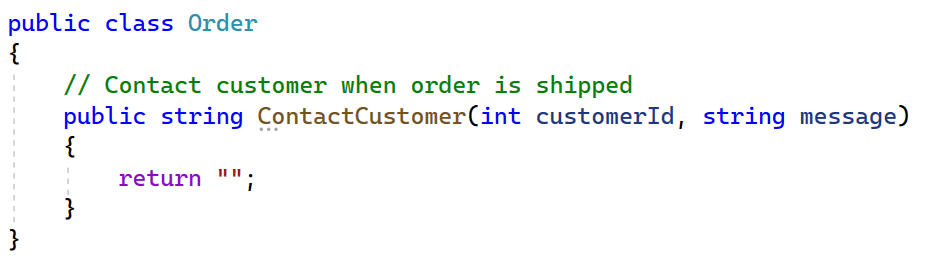 public class Order
{
    // Contact customer when order is shipped
    public string ContactCustomer(int customerId, string message)
    {
        return "";
    }
}